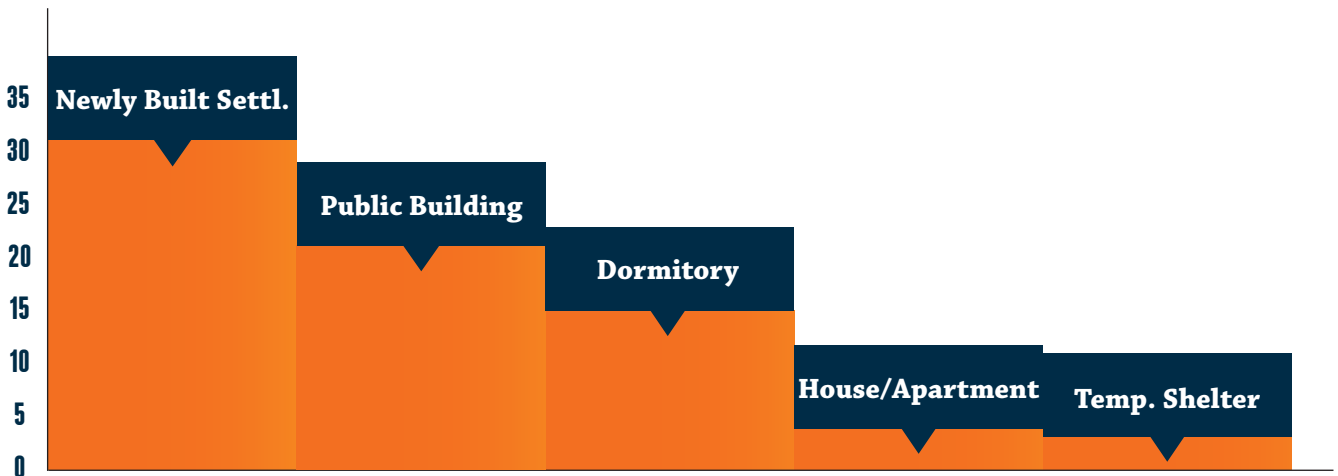 35
30
25
20
15
10
5
0
Newly Built Settl.
Public Building
Dormitory
House/Apartment
Temp. Shelter